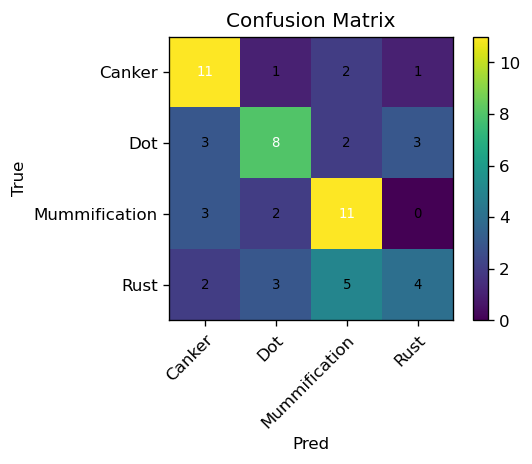 Confusion Matrix
True
Canker 11 1 2 1
Dot 3 8 2 3
Mummification 3 2 11 0
Rust 2 3 5 4
Canker Dot Mummification Rust
Pred
10
8
6
4
2
0